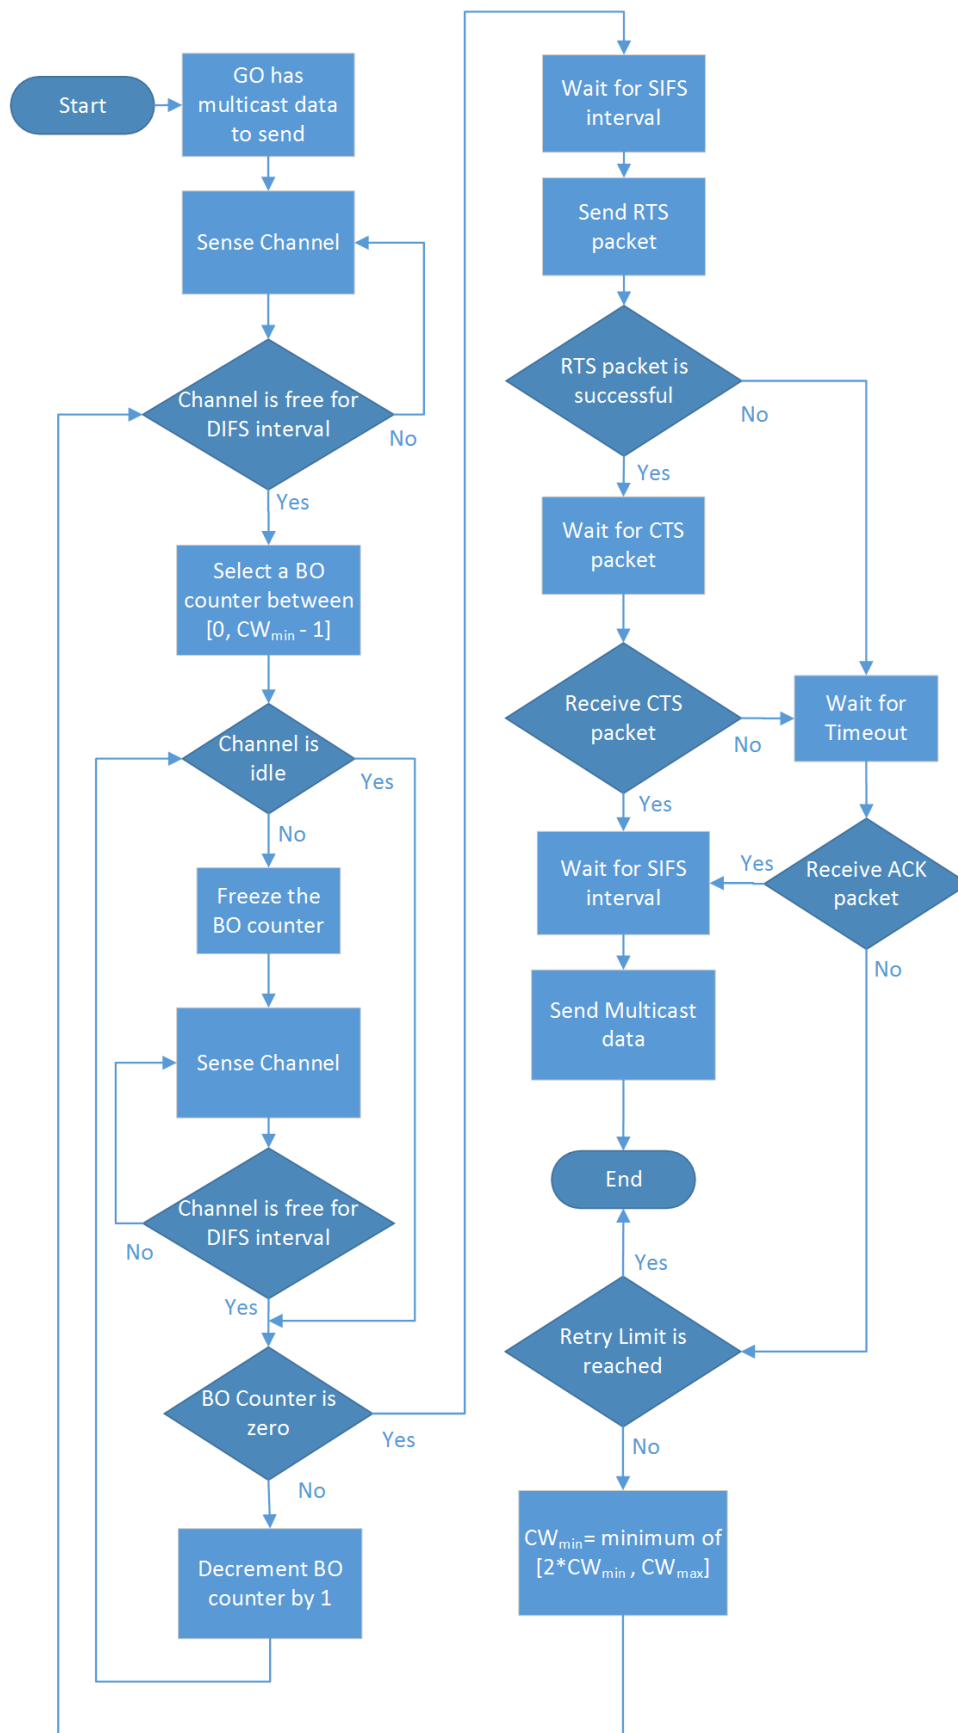 Start
GO has
multicast data
to send
Sense Channel
Channel is free for
DIFS interval
No
Yes
Select a BO
counter between
[0, CWmin - 1]
Channel is
idle
Yes
No
Freeze the
BO counter
Sense Channel
Channel is free for
DIFS interval
No
Yes
BO Counter is
zero
Yes
No
Decrement BO
counter by 1
Wait for SIFS
interval
Send RTS
packet
RTS packet is
successful
No
Yes
Wait for CTS
packet
Receive CTS
packet
No
Yes
Wait for
Timeout
Receive ACK
packet
Yes
No
Wait for SIFS
interval
Send Multicast
data
End
Yes
Retry Limit is
reached
No
CWmin= minimum of
[2*CWmin , CWmax]